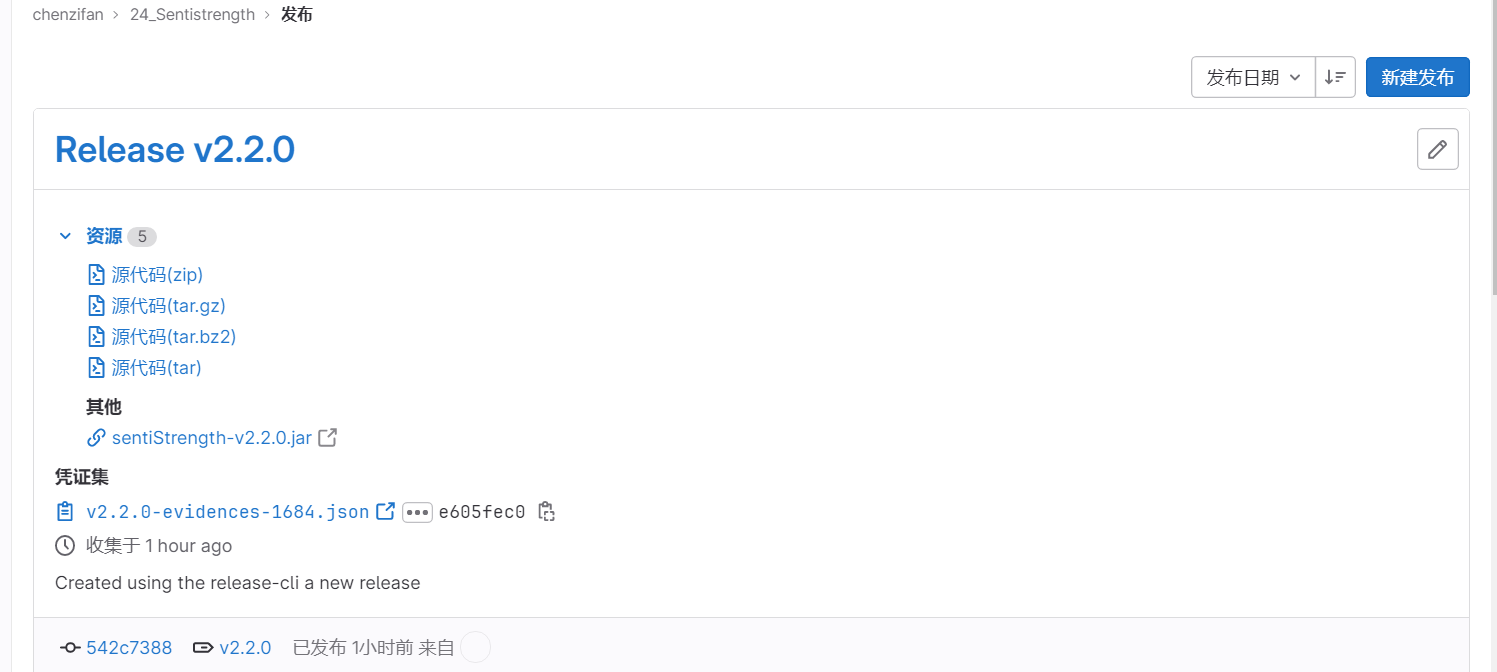 chenzifan › 24_Sentistrength › 发布
发布日期 新建发布
Release v2.2.0
资源 5
源代码(zip)
源代码(tar.gz)
源代码(tar.bz2)
源代码(tar)
其他
sentiStrength-v2.2.0.jar
凭证集
v2.2.0-evidences-1684.json ••• e605fec0
收集于 1 hour ago
Created using the release-cli a new release
542c7388 v2.2.0 已发布 1小时前 来自